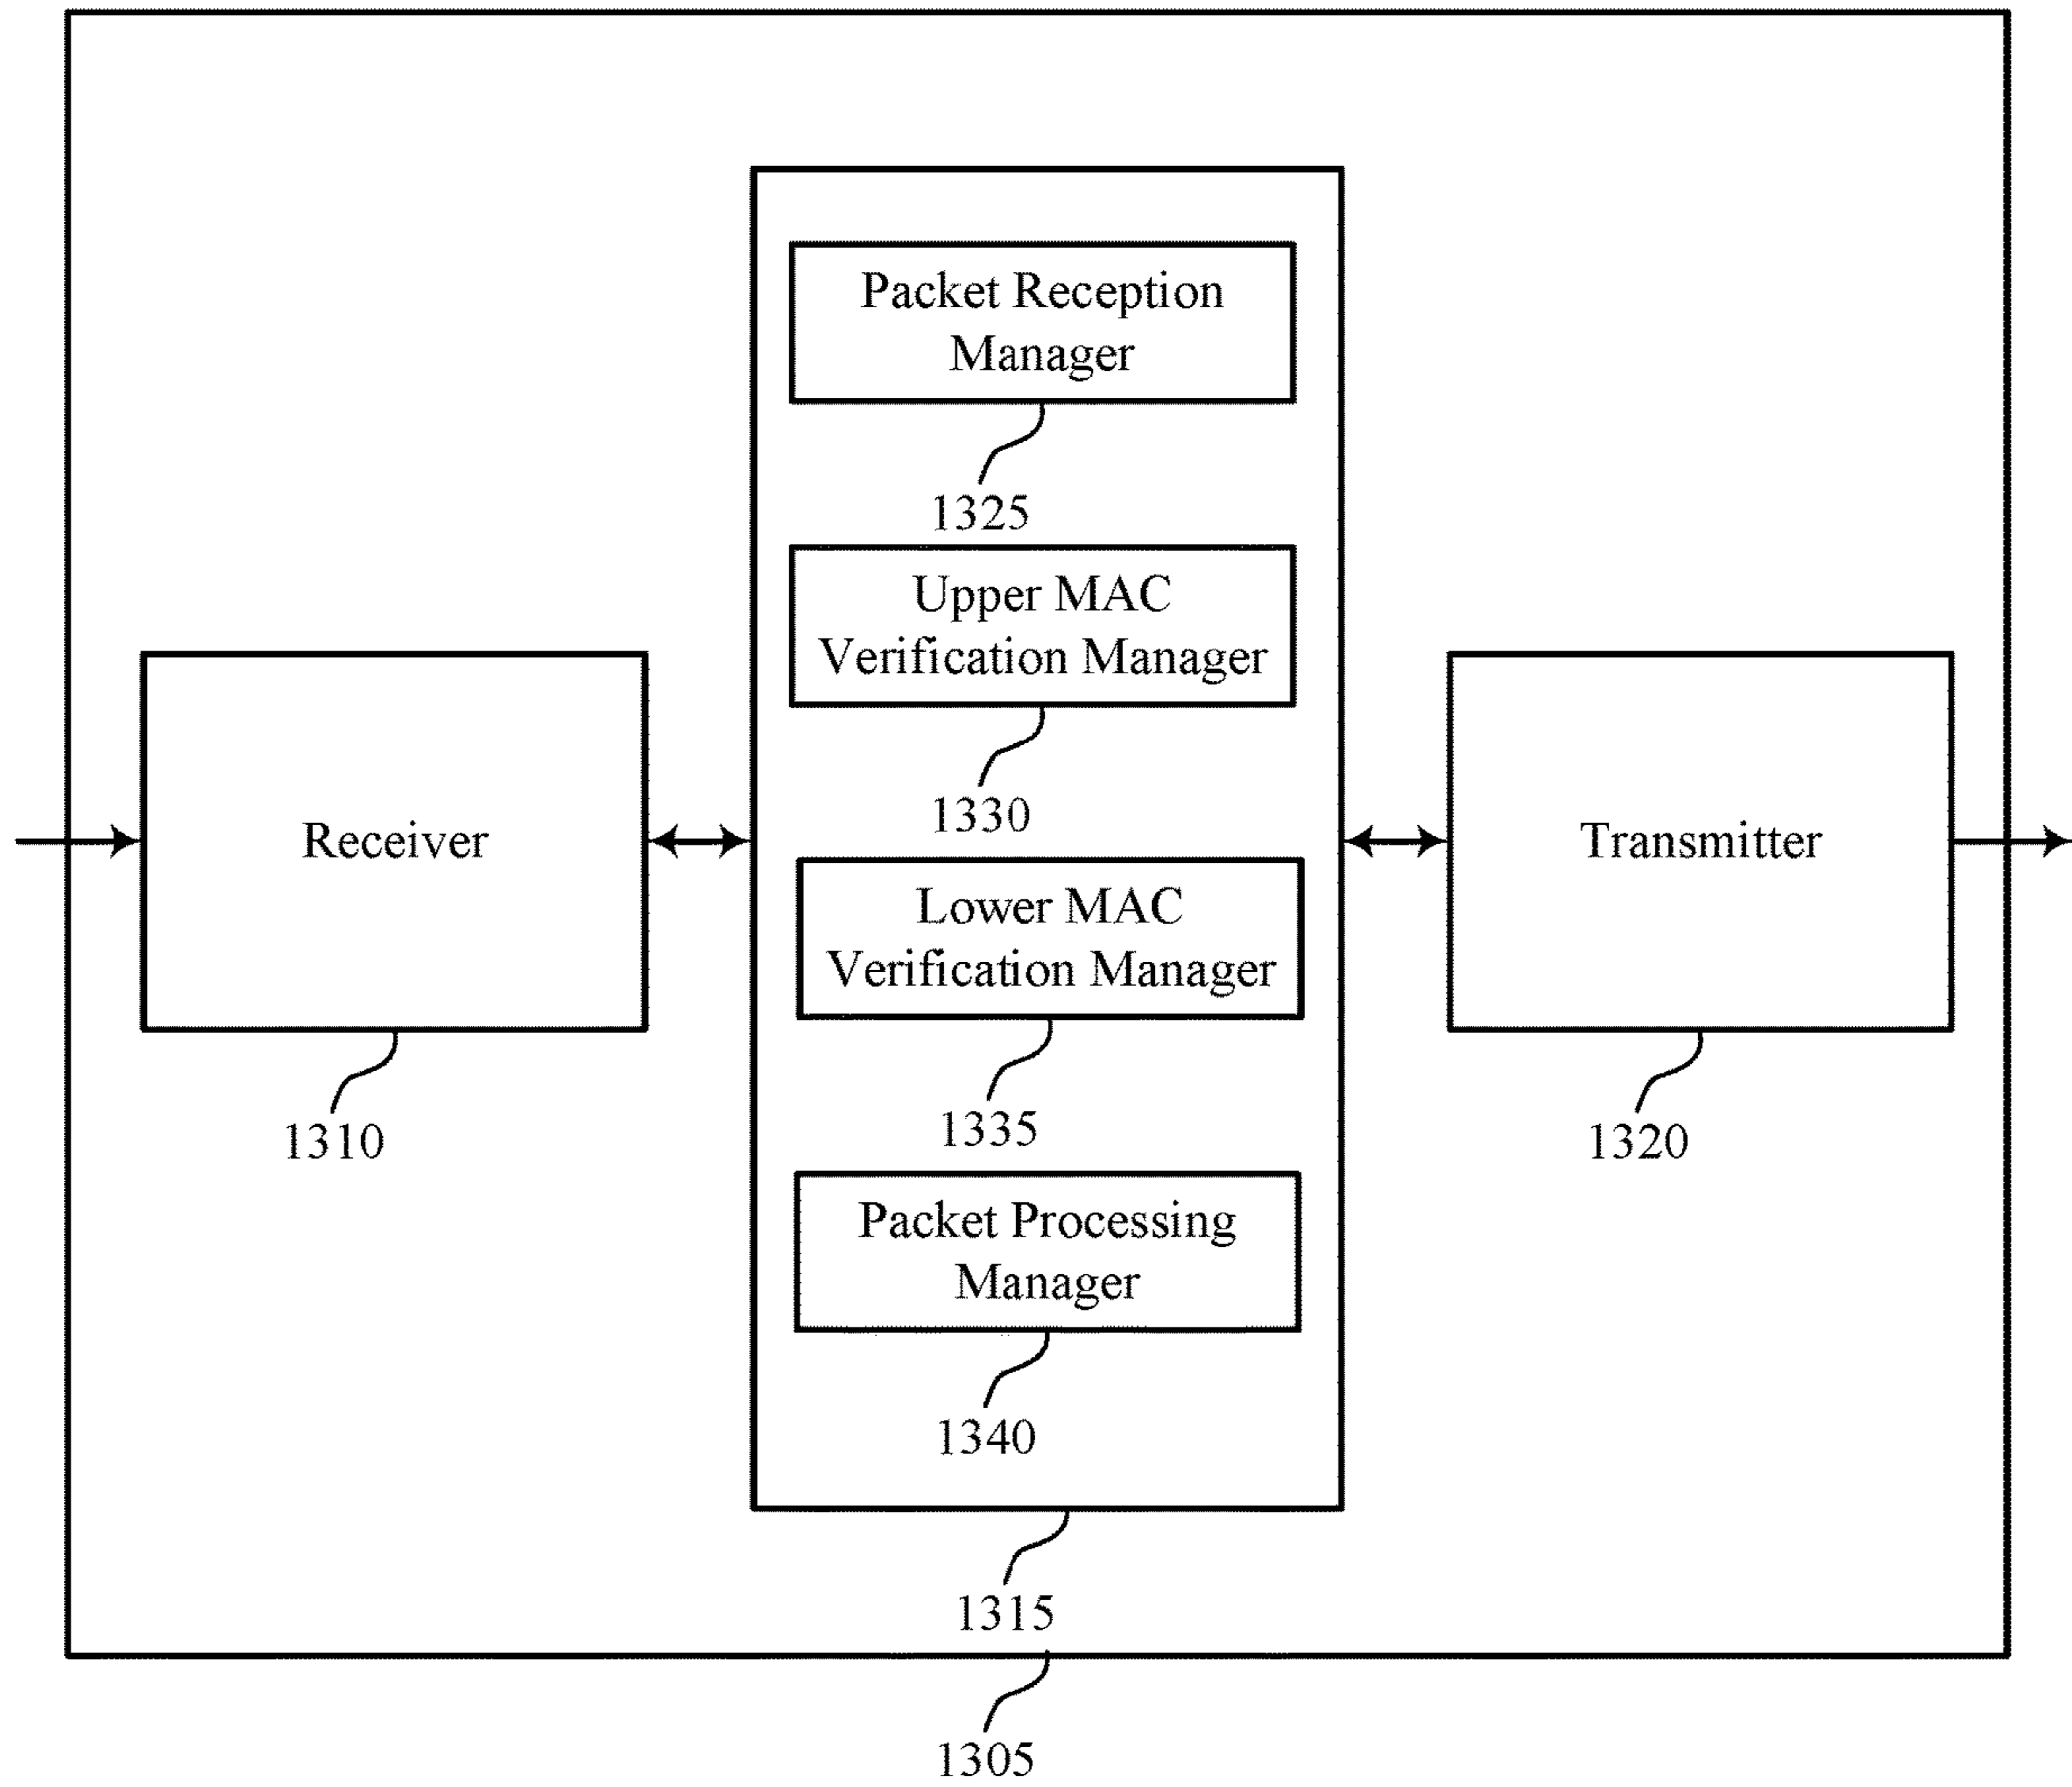 Packet Reception
Manager
1325
Upper MAC
Verification Manager
1330
Receiver
1310
Lower MAC
Verification Manager
1335
Packet Processing
Manager
1340
1315
Transmitter
1320
1305